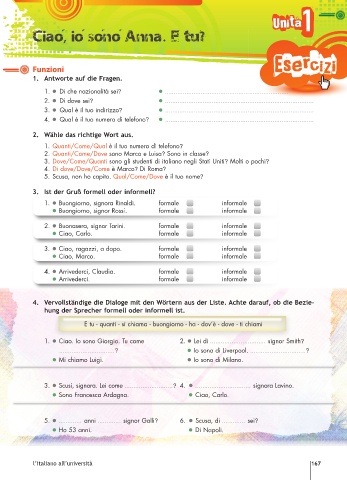 Unità 1
Ciao, io sono Anna. E tu?
Esercizi
Funzioni
1. Antworte auf die Fragen.
1. Di che nazionalità sei?
2. Di dove sei?
3. Qual è il tuo indirizzo?
4. Qual è il tuo numero di telefono?
2. Wähle das richtige Wort aus.
1. Quanti/Come/Qual è il tuo numero di telefono?
2. Quanti/Come/Dove sono Marco e Luisa? Sono in classe?
3. Dove/Come/Quanti sono gli studenti di italiano negli Stati Uniti? Molti o pochi?
4. Di dove/Dove/Come è Marco? Di Roma?
5. Scusa, non ho capito. Qual/Come/Dove è il tuo nome?
3. Ist der Gruß formell oder informell?
1. Buongiorno, signora Rinaldi. formale informale
Buongiorno, signor Rossi. formale informale
2. Buonasera, signor Tarini. formale informale
Ciao, Carlo. formale informale
3. Ciao, ragazzi, a dopo. formale informale
Ciao, Marco. formale informale
4. Arrivederci, Claudia. formale informale
Arrivederci. formale informale
4. Vervollständige die Dialoge mit den Wörtern aus der Liste. Achte darauf, ob die Bezie-
hung der Sprecher formell oder informell ist.
E tu - quanti - si chiama - buongiorno - ho - dov'è - dove - ti chiami
1. Ciao. Io sono Giorgio. Tu come ....................?
Mi chiamo Luigi.
2. Lei di .................... signor Smith?
Io sono di Liverpool. ....................?
Io sono di Milano.
3. Scusi, signora. Lei come ....................?
Sono Francesca Ardagna.
4. .................... signora Lovino.
Ciao, Carlo.
5. .......... anni .......... signor Galli?
Ho 53 anni.
6. Scusa, di .......... sei?
Di Napoli.
l'italiano all'università
167